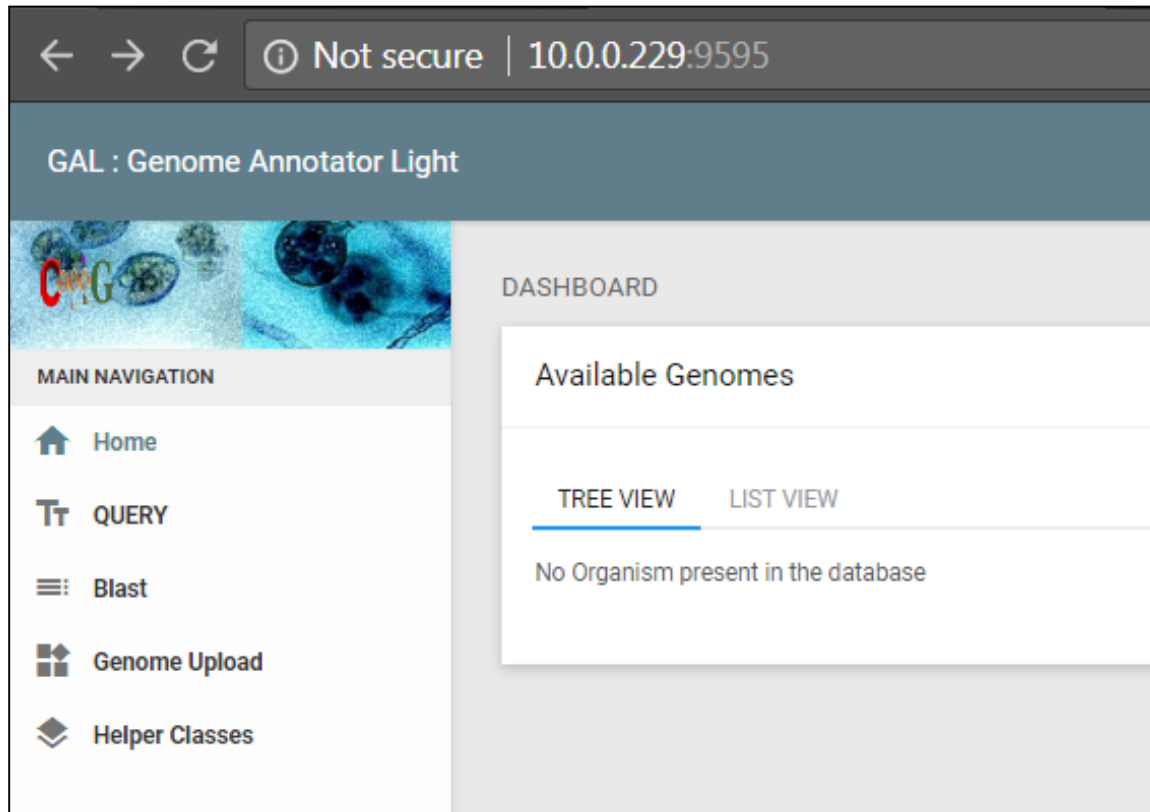 Not secure | 10.0.0.229:9595
GAL : Genome Annotator Light
CoooG
MAIN NAVIGATION
Home
QUERY
Blast
Genome Upload
Helper Classes
DASHBOARD
Available Genomes
TREE VIEW LIST VIEW
No Organism present in the database